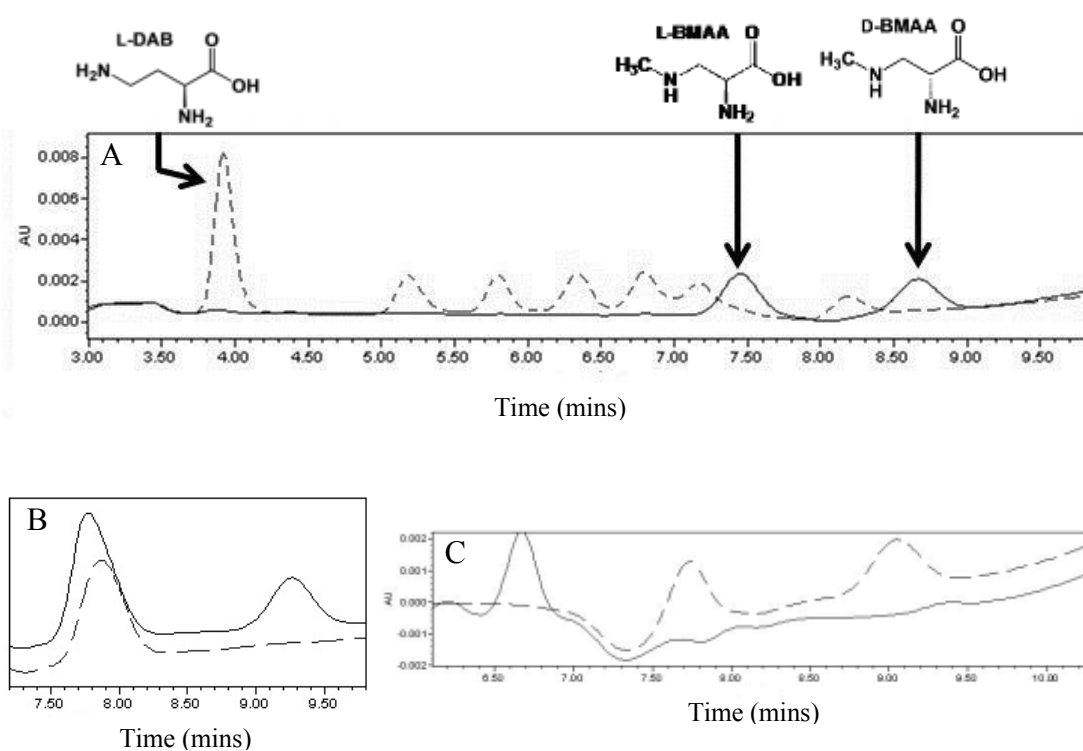 L-DAB
O
H₂N
OH
NH₂
L-BMAA
O
H₃C
N
H
OH
NH₂
D-BMAA
O
H₃C
N
H
OH
NH₂
A
0.008
0.006
0.004
0.002
0.000
AU
3.00 3.50 4.00 4.50 5.00 5.50 6.00 6.50 7.00 7.50 8.00 8.50 9.00 9.50
Time (mins)
B
7.50 8.00 8.50 9.00 9.50
Time (mins)
C
0.002
0.001
0.000
-0.001
-0.002
AU
6.50 7.00 7.50 8.00 8.50 9.00 9.50 10.00
Time (mins)